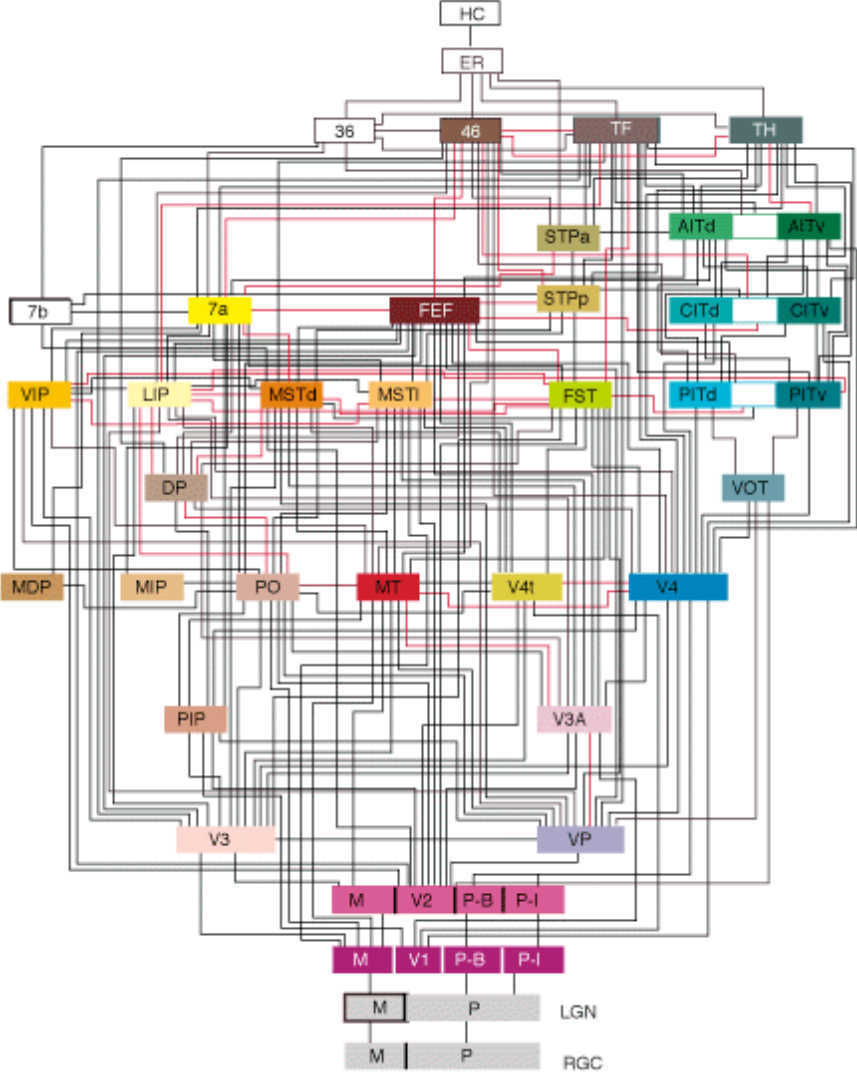 HC
ER
36 46 TF TH
STPa AITd AITv
7b 7a FEF STPp CITd CITv
VIP LIP MSTd MSTl FST PITd PITv
DP VOT
MDP MIP PO MT V4t V4
PIP V3A
V3 VP
M V2 P-B P-I
M V1 P-B P-I
M P LGN
M P RGC